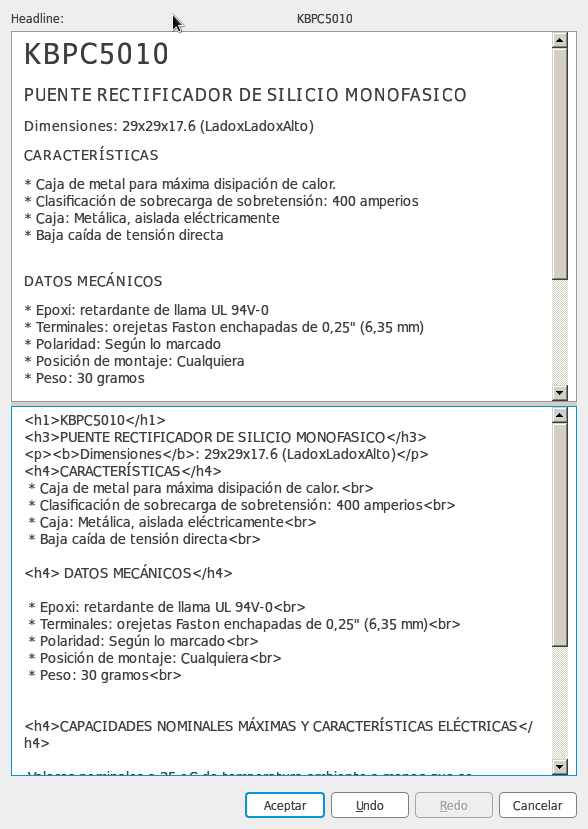 Headline: KBPC5010
KBPC5010
PUENTE RECTIFICADOR DE SILICIO MONOFASICO
Dimensiones: 29x29x17.6 (LadoxLadoxAlto)
CARACTERÍSTICAS
* Caja de metal para máxima disipación de calor.
* Clasificación de sobrecarga de sobretensión: 400 amperios
* Caja: Metálica, aislada eléctricamente
* Baja caída de tensión directa
DATOS MECÁNICOS
* Epoxi: retardante de llama UL 94V-0
* Terminales: orejetas Faston enchapadas de 0,25" (6,35 mm)
* Polaridad: Según lo marcado
* Posición de montaje: Cualquiera
* Peso: 30 gramos
<h1>KBPC5010</h1>
<h3>PUENTE RECTIFICADOR DE SILICIO MONOFASICO</h3>
<p><b>Dimensiones</b>: 29x29x17.6 (LadoxLadoxAlto)</p>
<h4>CARACTERÍSTICAS</h4>
* Caja de metal para máxima disipación de calor.<br>
* Clasificación de sobrecarga de sobretensión: 400 amperios<br>
* Caja: Metálica, aislada eléctricamente<br>
* Baja caída de tensión directa<br>
<h4> DATOS MECÁNICOS</h4>
* Epoxi: retardante de llama UL 94V-0<br>
* Terminales: orejetas Faston enchapadas de 0,25" (6,35 mm)<br>
* Polaridad: Según lo marcado<br>
* Posición de montaje: Cualquiera<br>
* Peso: 30 gramos<br>
<h4>CAPACIDADES NOMINALES MÁXIMAS Y CARACTERÍSTICAS ELÉCTRICAS</
h4>
Aceptar Undo Redo Cancelar